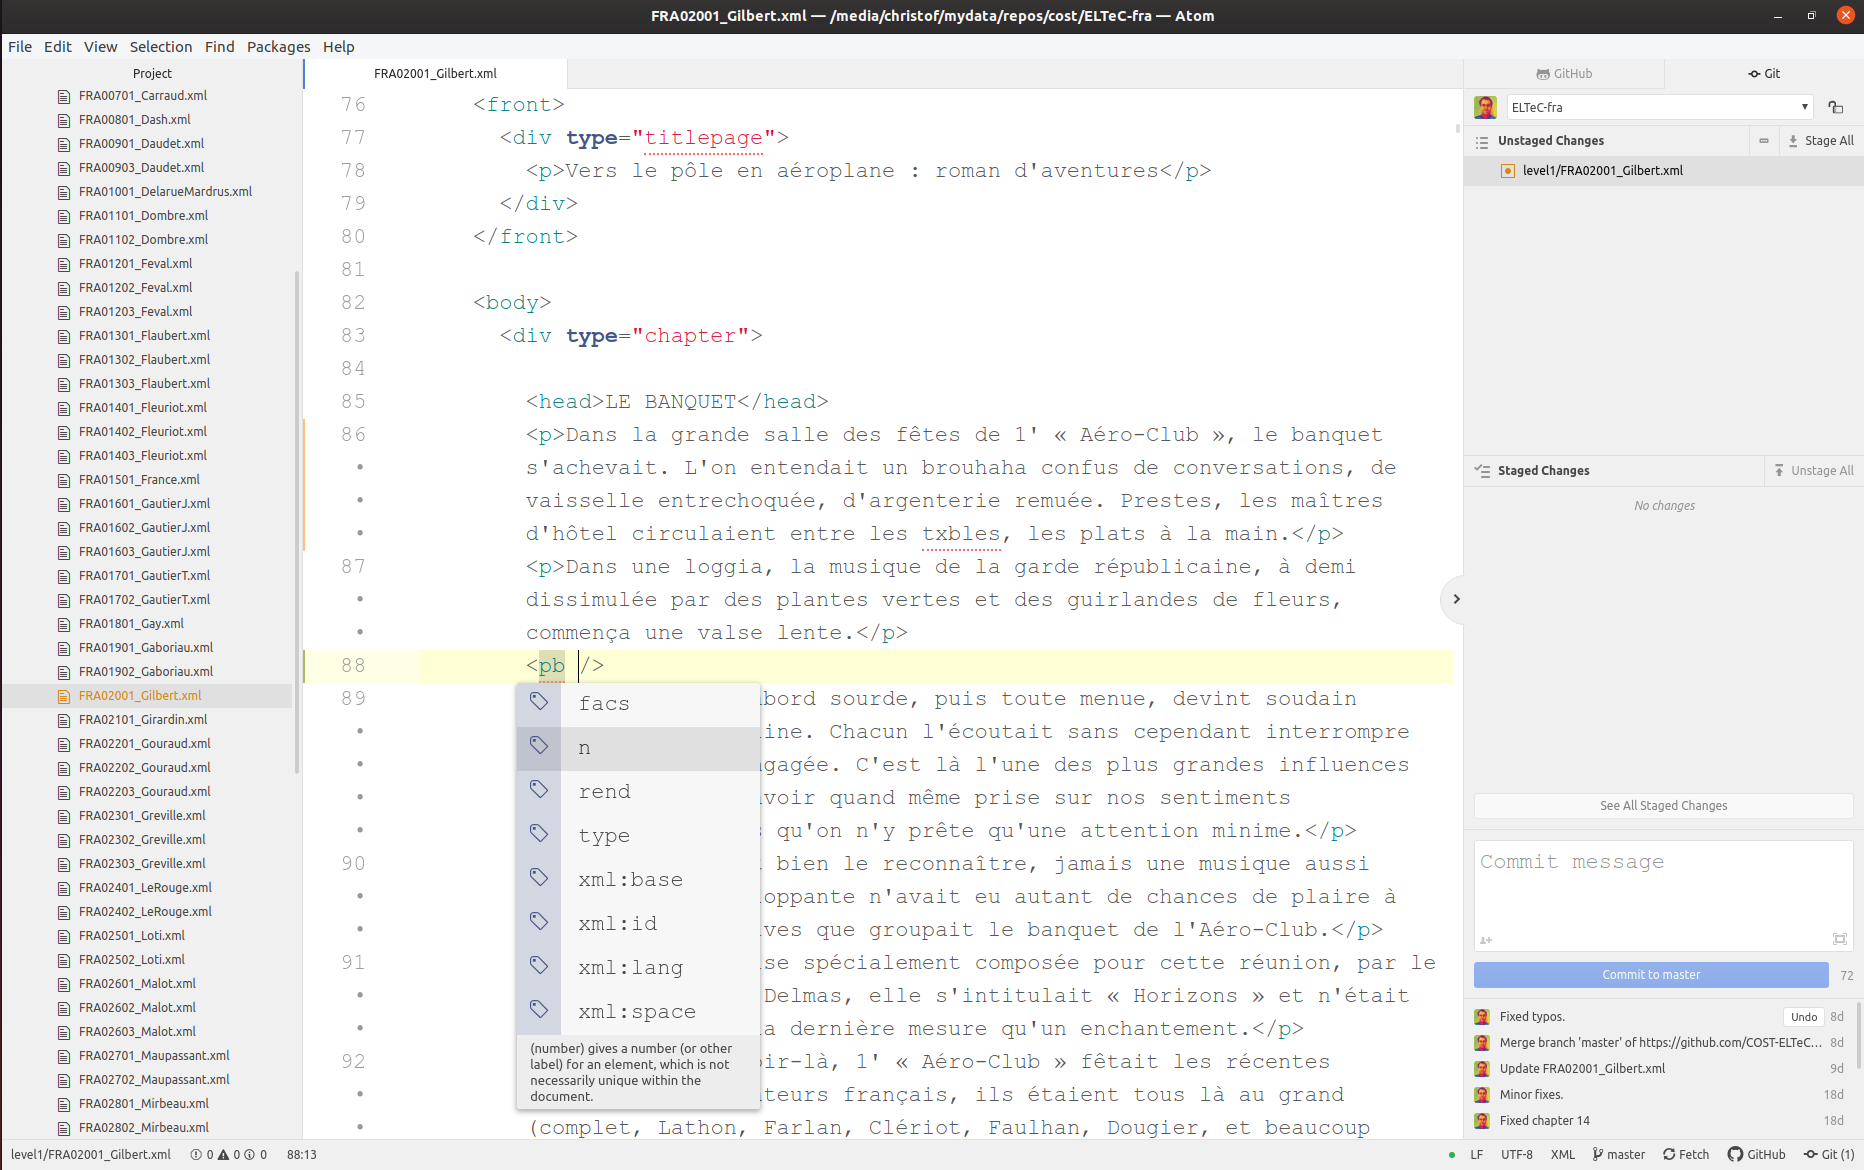 FRA02001_Gilbert.xml — /media/christof/mydata/repos/cost/ELTeC-fra — Atom
File Edit View Selection Find Packages Help
Project
FRA00701_Carraud.xml
FRA00801_Dash.xml
FRA00901_Daudet.xml
FRA00903_Daudet.xml
FRA01001_DelarueMardrus.xml
FRA01101_Dombre.xml
FRA01102_Dombre.xml
FRA01201_Feval.xml
FRA01202_Feval.xml
FRA01203_Feval.xml
FRA01301_Flaubert.xml
FRA01302_Flaubert.xml
FRA01303_Flaubert.xml
FRA01401_Fleuriot.xml
FRA01402_Fleuriot.xml
FRA01403_Fleuriot.xml
FRA01501_France.xml
FRA01601_GautierJ.xml
FRA01602_GautierJ.xml
FRA01603_GautierJ.xml
FRA01701_GautierT.xml
FRA01702_GautierT.xml
FRA01801_Gay.xml
FRA01901_Gaboriau.xml
FRA01902_Gaboriau.xml
FRA02001_Gilbert.xml
FRA02101_Girardin.xml
FRA02201_Gouraud.xml
FRA02202_Gouraud.xml
FRA02203_Gouraud.xml
FRA02301_Greville.xml
FRA02302_Greville.xml
FRA02303_Greville.xml
FRA02401_LeRouge.xml
FRA02402_LeRouge.xml
FRA02501_Loti.xml
FRA02502_Loti.xml
FRA02601_Malot.xml
FRA02602_Malot.xml
FRA02603_Malot.xml
FRA02701_Maupassant.xml
FRA02702_Maupassant.xml
FRA02801_Mirbeau.xml
FRA02802_Mirbeau.xml
FRA02001_Gilbert.xml
76 <front>
77 <div type="titlepage">
78 <p>Vers le pôle en aéroplane : roman d'aventures</p>
79 </div>
80 </front>
81
82 <body>
83 <div type="chapter">
84
85 <head>LE BANQUET</head>
86 <p>Dans la grande salle des fêtes de 1' « Aéro-Club », le banquet
• s'achevait. L'on entendait un brouhaha confus de conversations, de
• vaisselle entrechoquée, d'argenterie remuée. Prestes, les maîtres
• d'hôtel circulaient entre les txbles, les plats à la main.</p>
87 <p>Dans une loggia, la musique de la garde républicaine, à demi
• dissimulée par des plantes vertes et des guirlandes de fleurs,
• commença une valse lente.</p>
88 <pb />
89 bord sourde, puis toute menue, devint soudain
• ine. Chacun l'écoutait sans cependant interrompre
• gagée. C'est là l'une des plus grandes influences
• voir quand même prise sur nos sentiments
• s qu'on n'y prête qu'une attention minime.</p>
90 bien le reconnaître, jamais une musique aussi
• oppante n'avait eu autant de chances de plaire à
• ves que groupait le banquet de l'Aéro-Club.</p>
91 se spécialement composée pour cette réunion, par le
• Delmas, elle s'intitulait « Horizons » et n'était
• a dernière mesure qu'un enchantement.</p>
92 oir-là, 1' « Aéro-Club » fêtait les récentes
• teurs français, ils étaient tous là au grand
• (complet, Lathon, Farlan, Clériot, Faulhan, Dougier, et beaucoup
facs
n
rend
type
xml:base
xml:id
xml:lang
xml:space
(number) gives a number (or other
label) for an element, which is not
necessarily unique within the
document.
GitHub Git
ELTeC-fra
Unstaged Changes Stage All
level1/FRA02001_Gilbert.xml
Staged Changes Unstage All
No changes
See All Staged Changes
Commit message
Commit to master 72
Fixed typos. Undo 8d
Merge branch 'master' of https://github.com/COST-ELTeC... 8d
Update FRA02001_Gilbert.xml 9d
Minor fixes. 18d
Fixed chapter 14 18d
level1/FRA02001_Gilbert.xml 0 0 0 88:13
LF UTF-8 XML master Fetch GitHub Git (1)